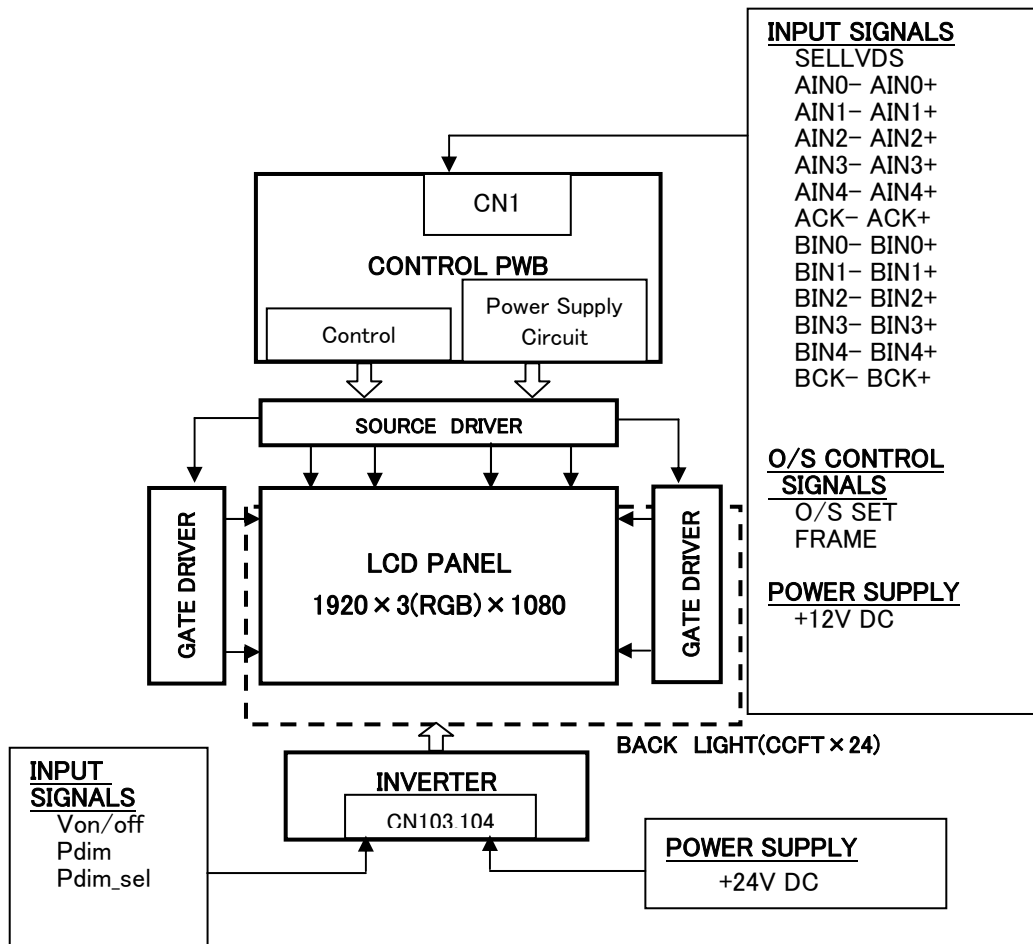 INPUT SIGNALS
SELLVDS
AIN0− AIN0+
AIN1− AIN1+
AIN2− AIN2+
AIN3− AIN3+
AIN4− AIN4+
ACK− ACK+
BIN0− BIN0+
BIN1− BIN1+
BIN2− BIN2+
BIN3− BIN3+
BIN4− BIN4+
BCK− BCK+
O/S CONTROL
SIGNALS
O/S SET
FRAME
POWER SUPPLY
+12V DC
CN1
CONTROL PWB
Control
Power Supply
Circuit
SOURCE DRIVER
GATE DRIVER
LCD PANEL
1920×3(RGB)×1080
GATE DRIVER
BACK LIGHT(CCFT×24)
INPUT
SIGNALS
Von/off
Pdim
Pdim_sel
INVERTER
CN103,104
POWER SUPPLY
+24V DC